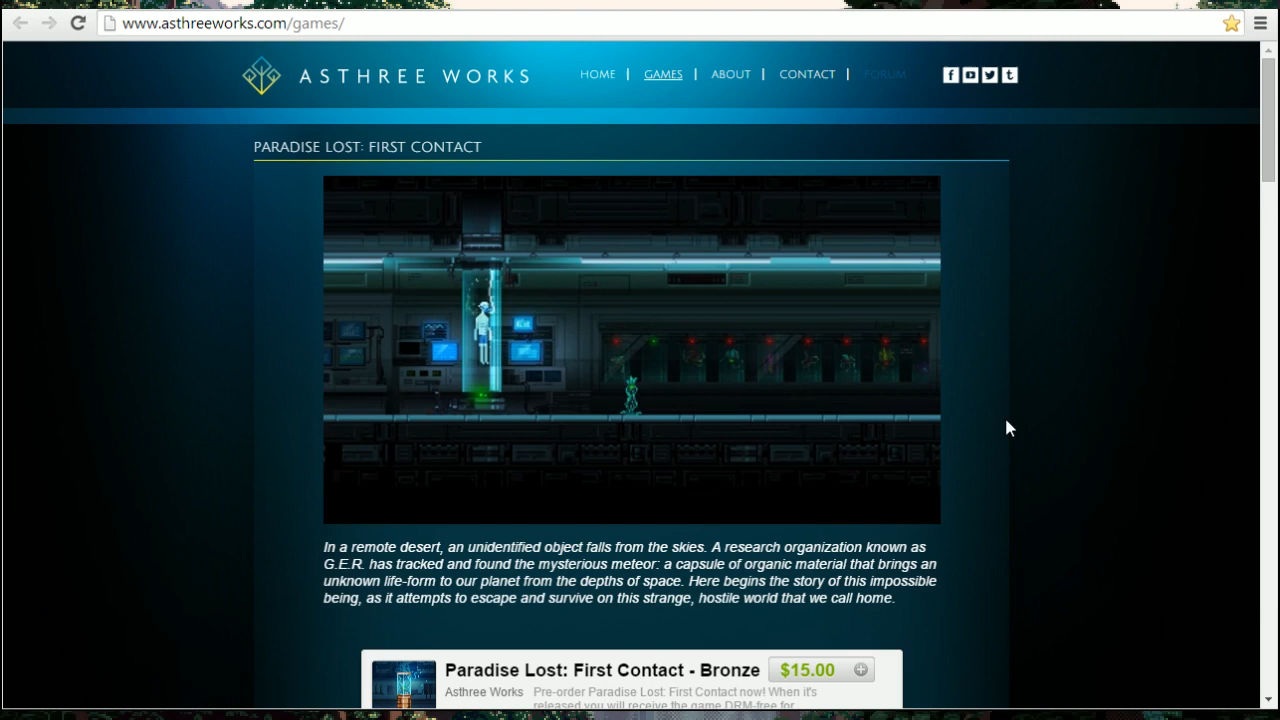 www.asthreeworks.com/games/
ASTHREE WORKS
HOME | GAMES | ABOUT | CONTACT | FORUM
PARADISE LOST: FIRST CONTACT
In a remote desert, an unidentified object falls from the skies. A research organization known as
G.E.R. has tracked and found the mysterious meteor: a capsule of organic material that brings an
unknown life-form to our planet from the depths of space. Here begins the story of this impossible
being, as it attempts to escape and survive on this strange, hostile world that we call home.
Paradise Lost: First Contact - Bronze $15.00
Asthree Works Pre-order Paradise Lost: First Contact now! When it's
released you will receive the game DRM-free for